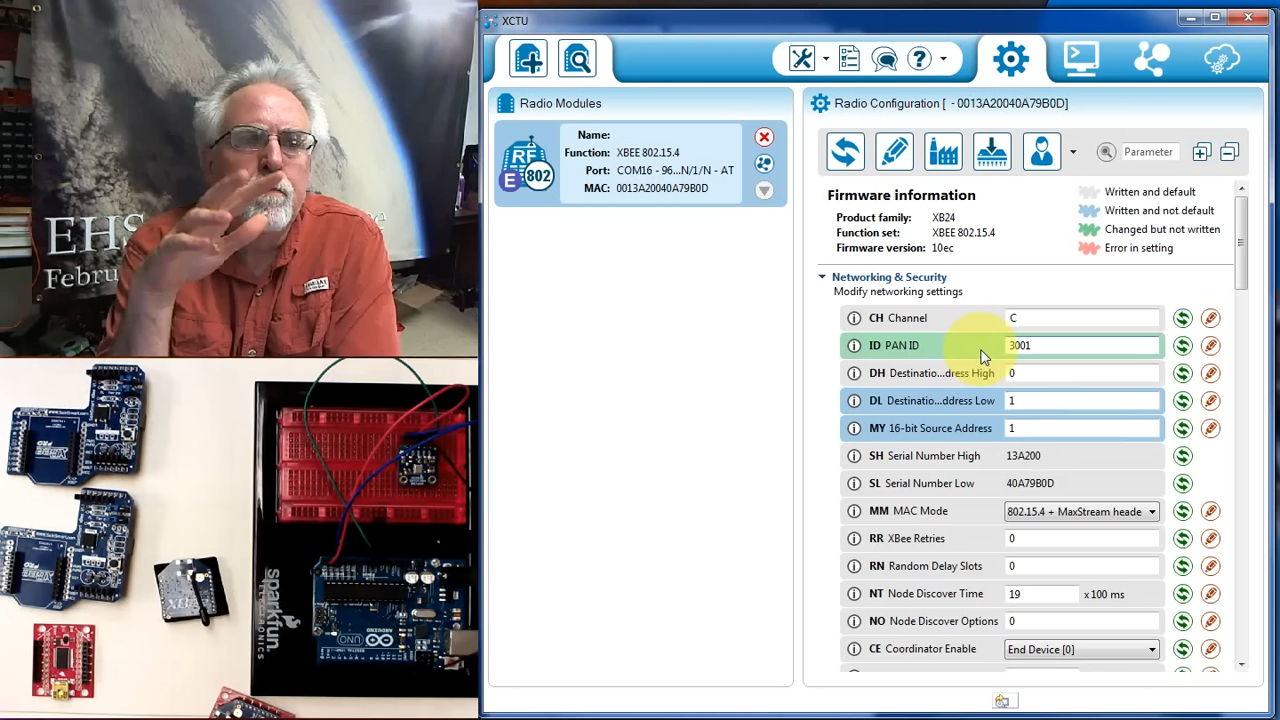 XCTU
Radio Modules
Name:
Function: XBEE 802.15.4
Port: COM16 - 96...N/1/N - AT
MAC: 0013A20040A79B0D
RF
E 802
Radio Configuration [ - 0013A20040A79B0D]
Parameter
Firmware information
Product family: XB24
Function set: XBEE 802.15.4
Firmware version: 10ec
Written and default
Written and not default
Changed but not written
Error in setting
Networking & Security
Modify networking settings
CH Channel C
ID PAN ID 3001
DH Destinatio...dress High 0
DL Destinatio...ddress Low 1
MY 16-bit Source Address 1
SH Serial Number High 13A200
SL Serial Number Low 40A79B0D
MM MAC Mode 802.15.4 + MaxStream heade
RR XBee Retries 0
RN Random Delay Slots 0
NT Node Discover Time 19 x 100 ms
NO Node Discover Options 0
CE Coordinator Enable End Device [0]
EHS
Februa
sparkfun
ELECTRONICS
ARDUINO
UNO